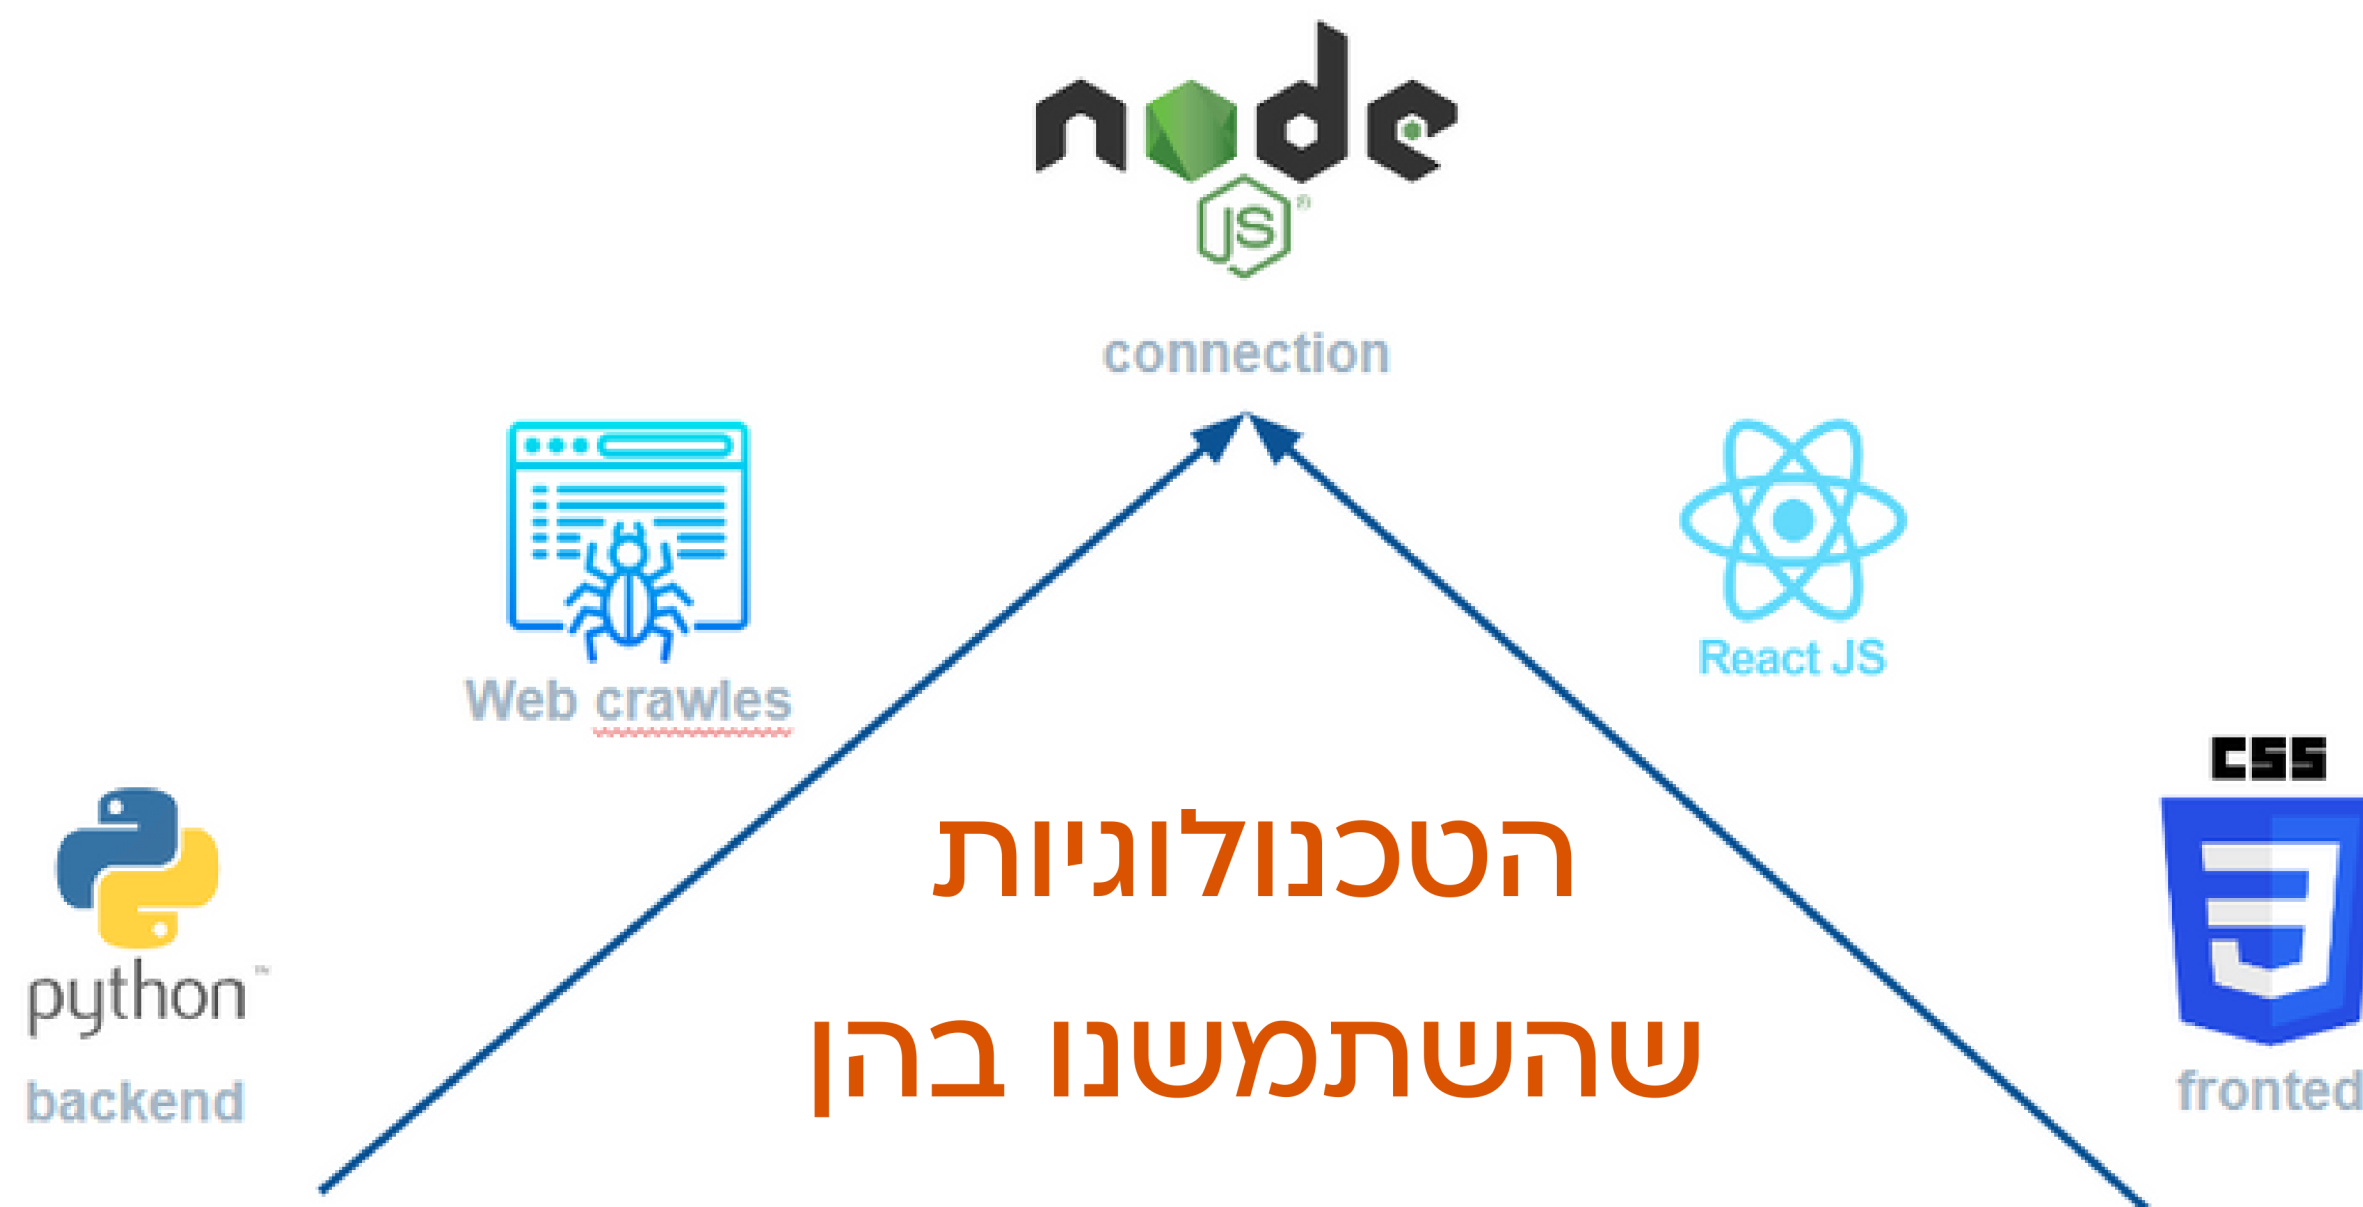 node
JS
connection
Web crawles
React JS
CSS
python
backend
הטכנולוגיות
שהשתמשנו בהן
fronted